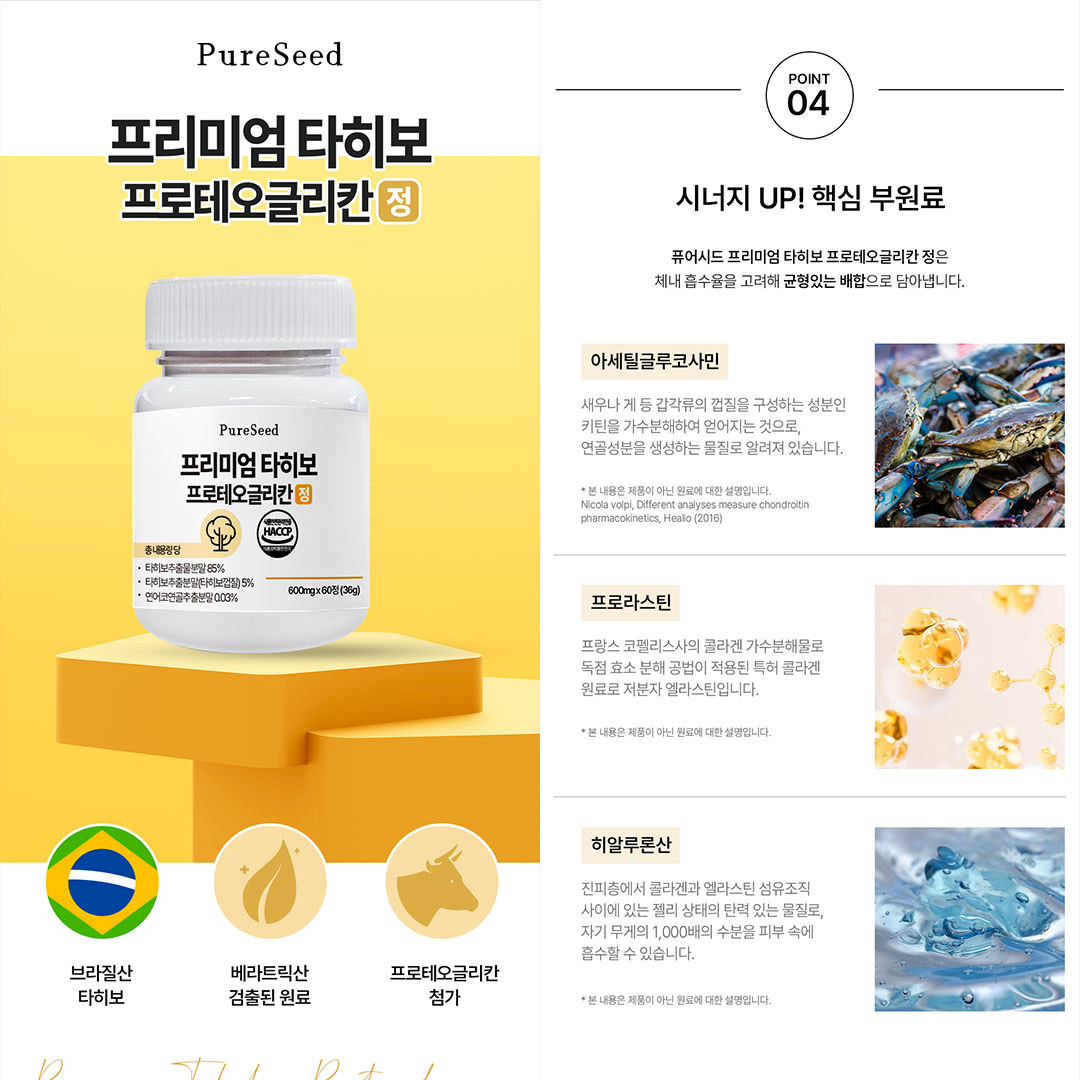 PureSeed
프리미엄 타히보
프로테오글리칸 정
PureSeed
프리미엄 타히보
프로테오글리칸 정
HACCP
총 내용량 당
• 타히보추출물분말 85%
• 타히보추출분말(타히보껍질) 5%
• 연어코연골추출분말 0.03%
600mg x 60정 (36g)
브라질산
타히보
베라트릭산
검출된 원료
프로테오글리칸
첨가
POINT
04
시너지 UP! 핵심 부원료
퓨어시드 프리미엄 타히보 프로테오글리칸 정은
체내 흡수율을 고려해 균형있는 배합으로 담아냅니다.
아세틸글루코사민
새우나 게 등 갑각류의 껍질을 구성하는 성분인
키틴을 가수분해하여 얻어지는 것으로,
연골성분을 생성하는 물질로 알려져 있습니다.
* 본 내용은 제품이 아닌 원료에 대한 설명입니다.
Nicola volpi, Different analyses measure chondroitin
pharmacokinetics, Healio (2016)
프로라스틴
프랑스 코펠리스사의 콜라겐 가수분해물로
독점 효소 분해 공법이 적용된 특허 콜라겐
원료로 저분자 엘라스틴입니다.
* 본 내용은 제품이 아닌 원료에 대한 설명입니다.
히알루론산
진피층에서 콜라겐과 엘라스틴 섬유조직
사이에 있는 젤리 상태의 탄력 있는 물질로,
자기 무게의 1,000배의 수분을 피부 속에
흡수할 수 있습니다.
* 본 내용은 제품이 아닌 원료에 대한 설명입니다.